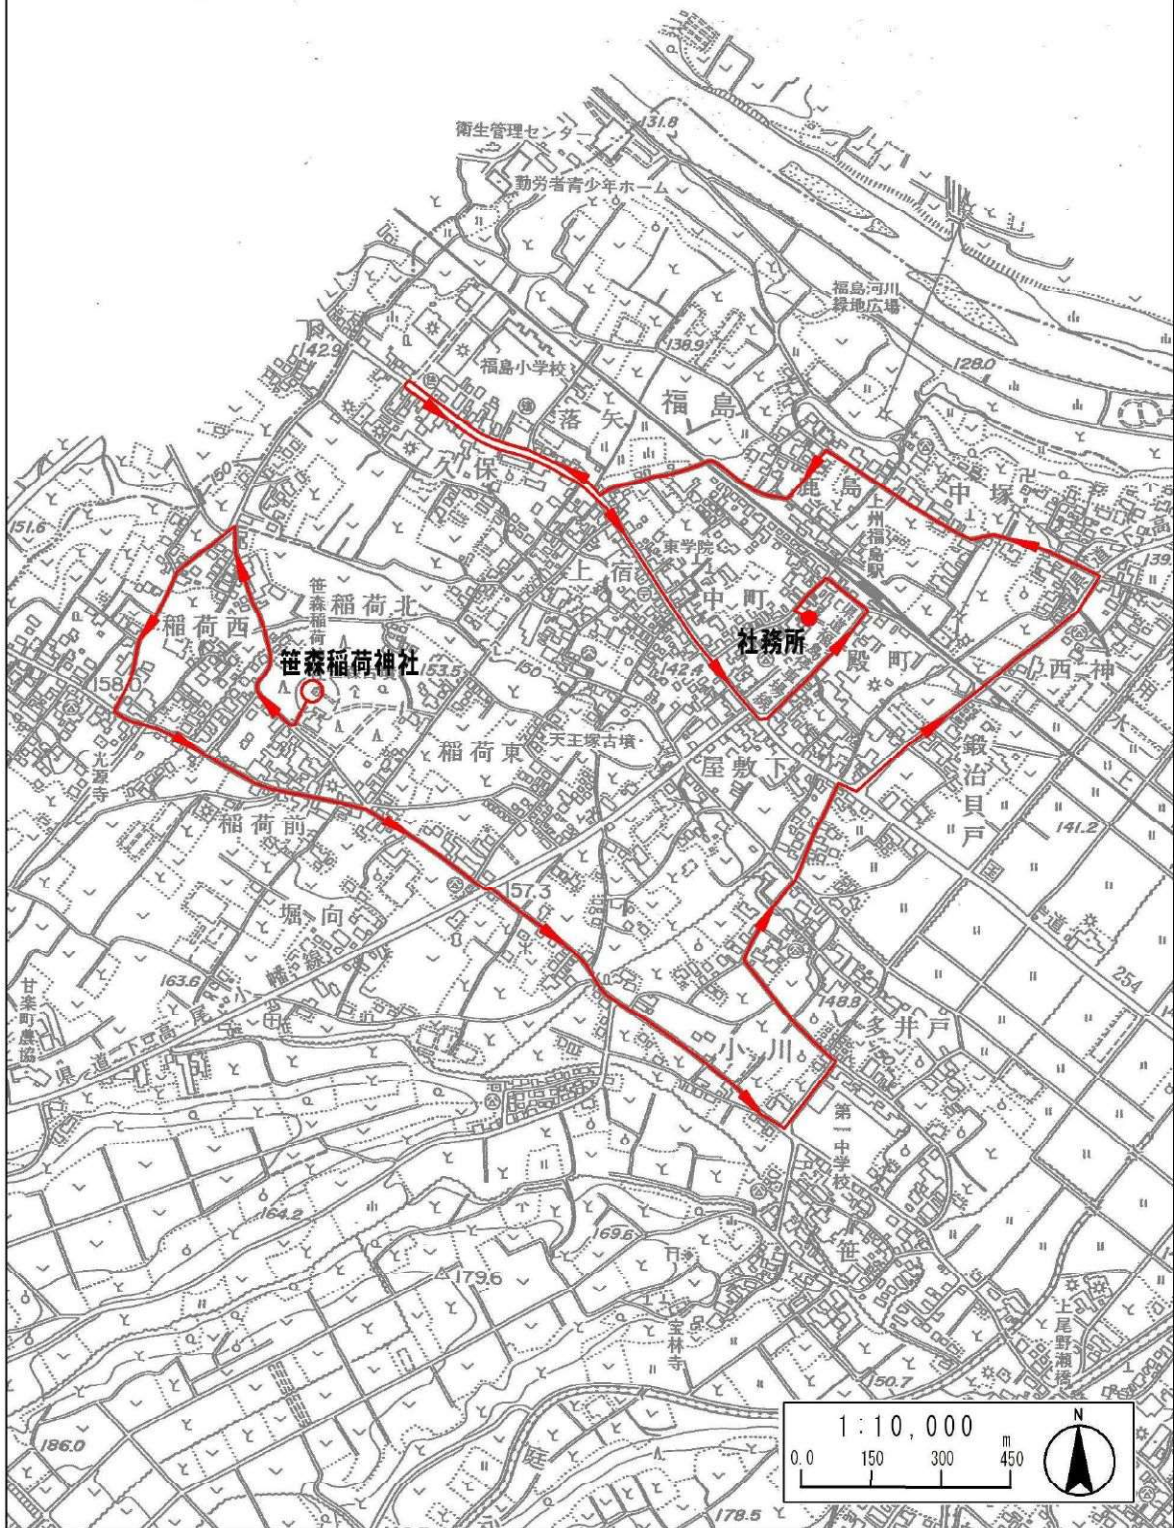 131.8
衛生管理センター
勤労者青少年ホーム
福島河川
緑地広場
142.9
138.9
128.0
福島小学校
福島
落矢
久保
鹿島
中塚
上州福島駅
150
151.6
139.
東学院
上宿
中町
笹森稲荷
稲荷北
稲荷西
社務所
殿町
西神
笹森稲荷神社
153.5
150
142.4
158.0
稲荷東
天王塚古墳
屋敷下
鍛治貝戸
光源寺
稲荷前
141.2
157.3
堀向
道
254
163.6
甘楽町農協
県道下高尾小幡線
148.8
多井戸
小川
第一中学校
164.2
169.6
179.6
笹
宝林寺
上尾野瀬橋
150.7
186.0
庭
178.5
1:10,000
m
0.0 150 300 450
N